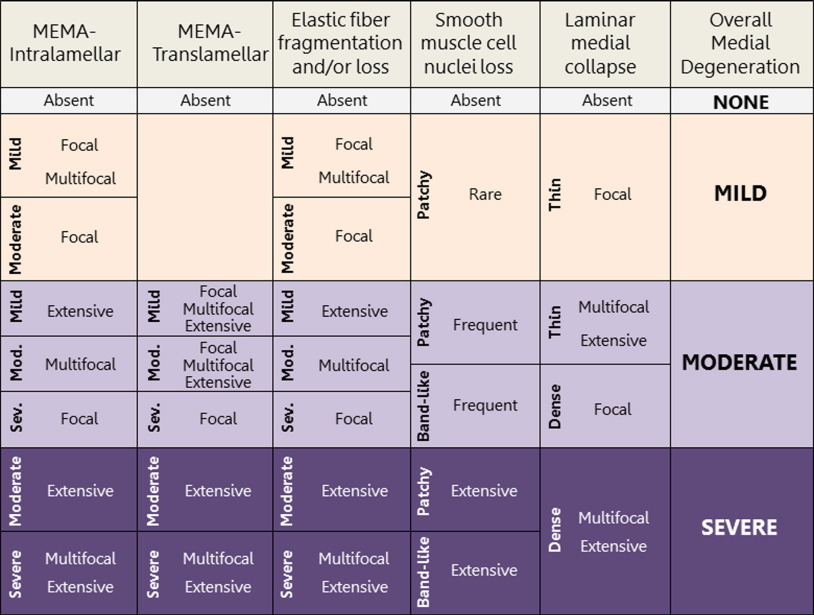 MEMA-
Intralamellar
MEMA-
Translamellar
Elastic fiber
fragmentation
and/or loss
Smooth
muscle cell
nuclei loss
Laminar
medial
collapse
Overall
Medial
Degeneration
Absent
Absent
Absent
Absent
Absent
NONE
Mild
Focal
Multifocal
Moderate
Focal
Mild
Focal
Multifocal
Moderate
Focal
Patchy
Rare
Thin
Focal
MILD
Mild
Extensive
Mod.
Multifocal
Sev.
Focal
Mild
Focal
Multifocal
Extensive
Mod.
Focal
Multifocal
Extensive
Sev.
Focal
Mild
Extensive
Mod.
Multifocal
Sev.
Focal
Patchy
Frequent
Band-like
Frequent
Thin
Multifocal
Extensive
Dense
Focal
MODERATE
Moderate
Extensive
Severe
Multifocal
Extensive
Moderate
Extensive
Severe
Multifocal
Extensive
Moderate
Extensive
Severe
Multifocal
Extensive
Patchy
Extensive
Band-like
Extensive
Dense
Multifocal
Extensive
SEVERE